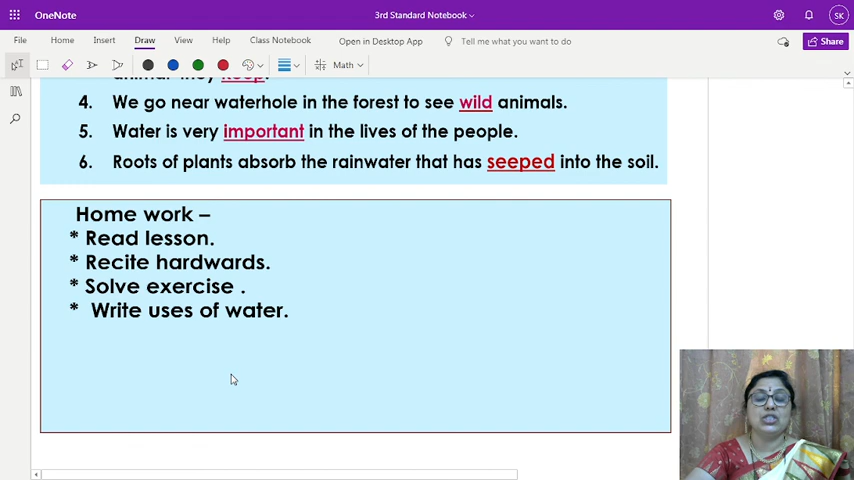 OneNote
3rd Standard Notebook
SK
File Home Insert Draw View Help Class Notebook Open in Desktop App Tell me what you want to do Share
Math
animal they keep.
4. We go near waterhole in the forest to see wild animals.
5. Water is very important in the lives of the people.
6. Roots of plants absorb the rainwater that has seeped into the soil.
Home work –
* Read lesson.
* Recite hardwards.
* Solve exercise .
* Write uses of water.